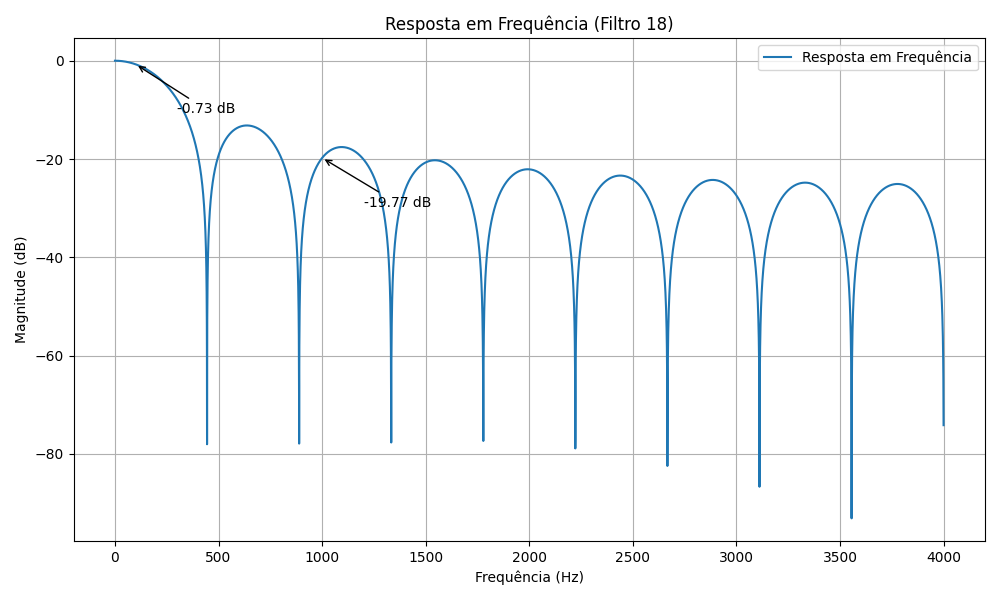 Resposta em Frequência (Filtro 18)
Resposta em Frequência
-0.73 dB
-19.77 dB
Magnitude (dB)
0
−20
−40
−60
−80
0 500 1000 1500 2000 2500 3000 3500 4000
Frequência (Hz)